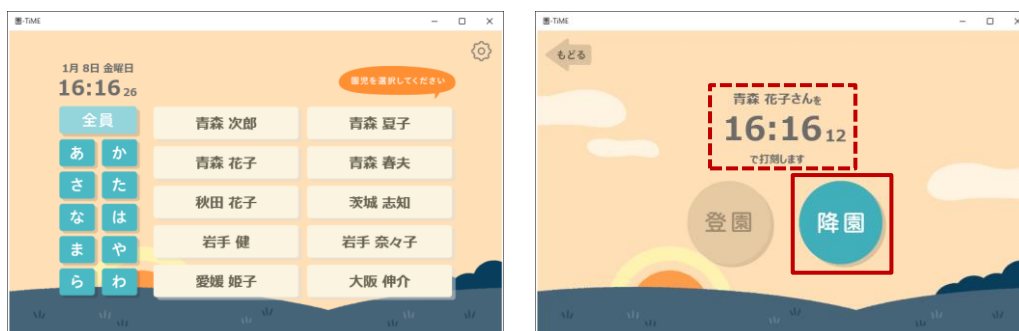 園-TiME
1月 8日 金曜日
16:16 26
園児を選択してください
全員
あ か
さ た
な は
ま や
ら わ
青森 次郎 青森 夏子
青森 花子 青森 春夫
秋田 花子 茨城 志知
岩手 健 岩手 奈々子
愛媛 姫子 大阪 伸介
園-TiME
もどる
青森 花子さんを
16:16 12
で打刻します
登園 降園